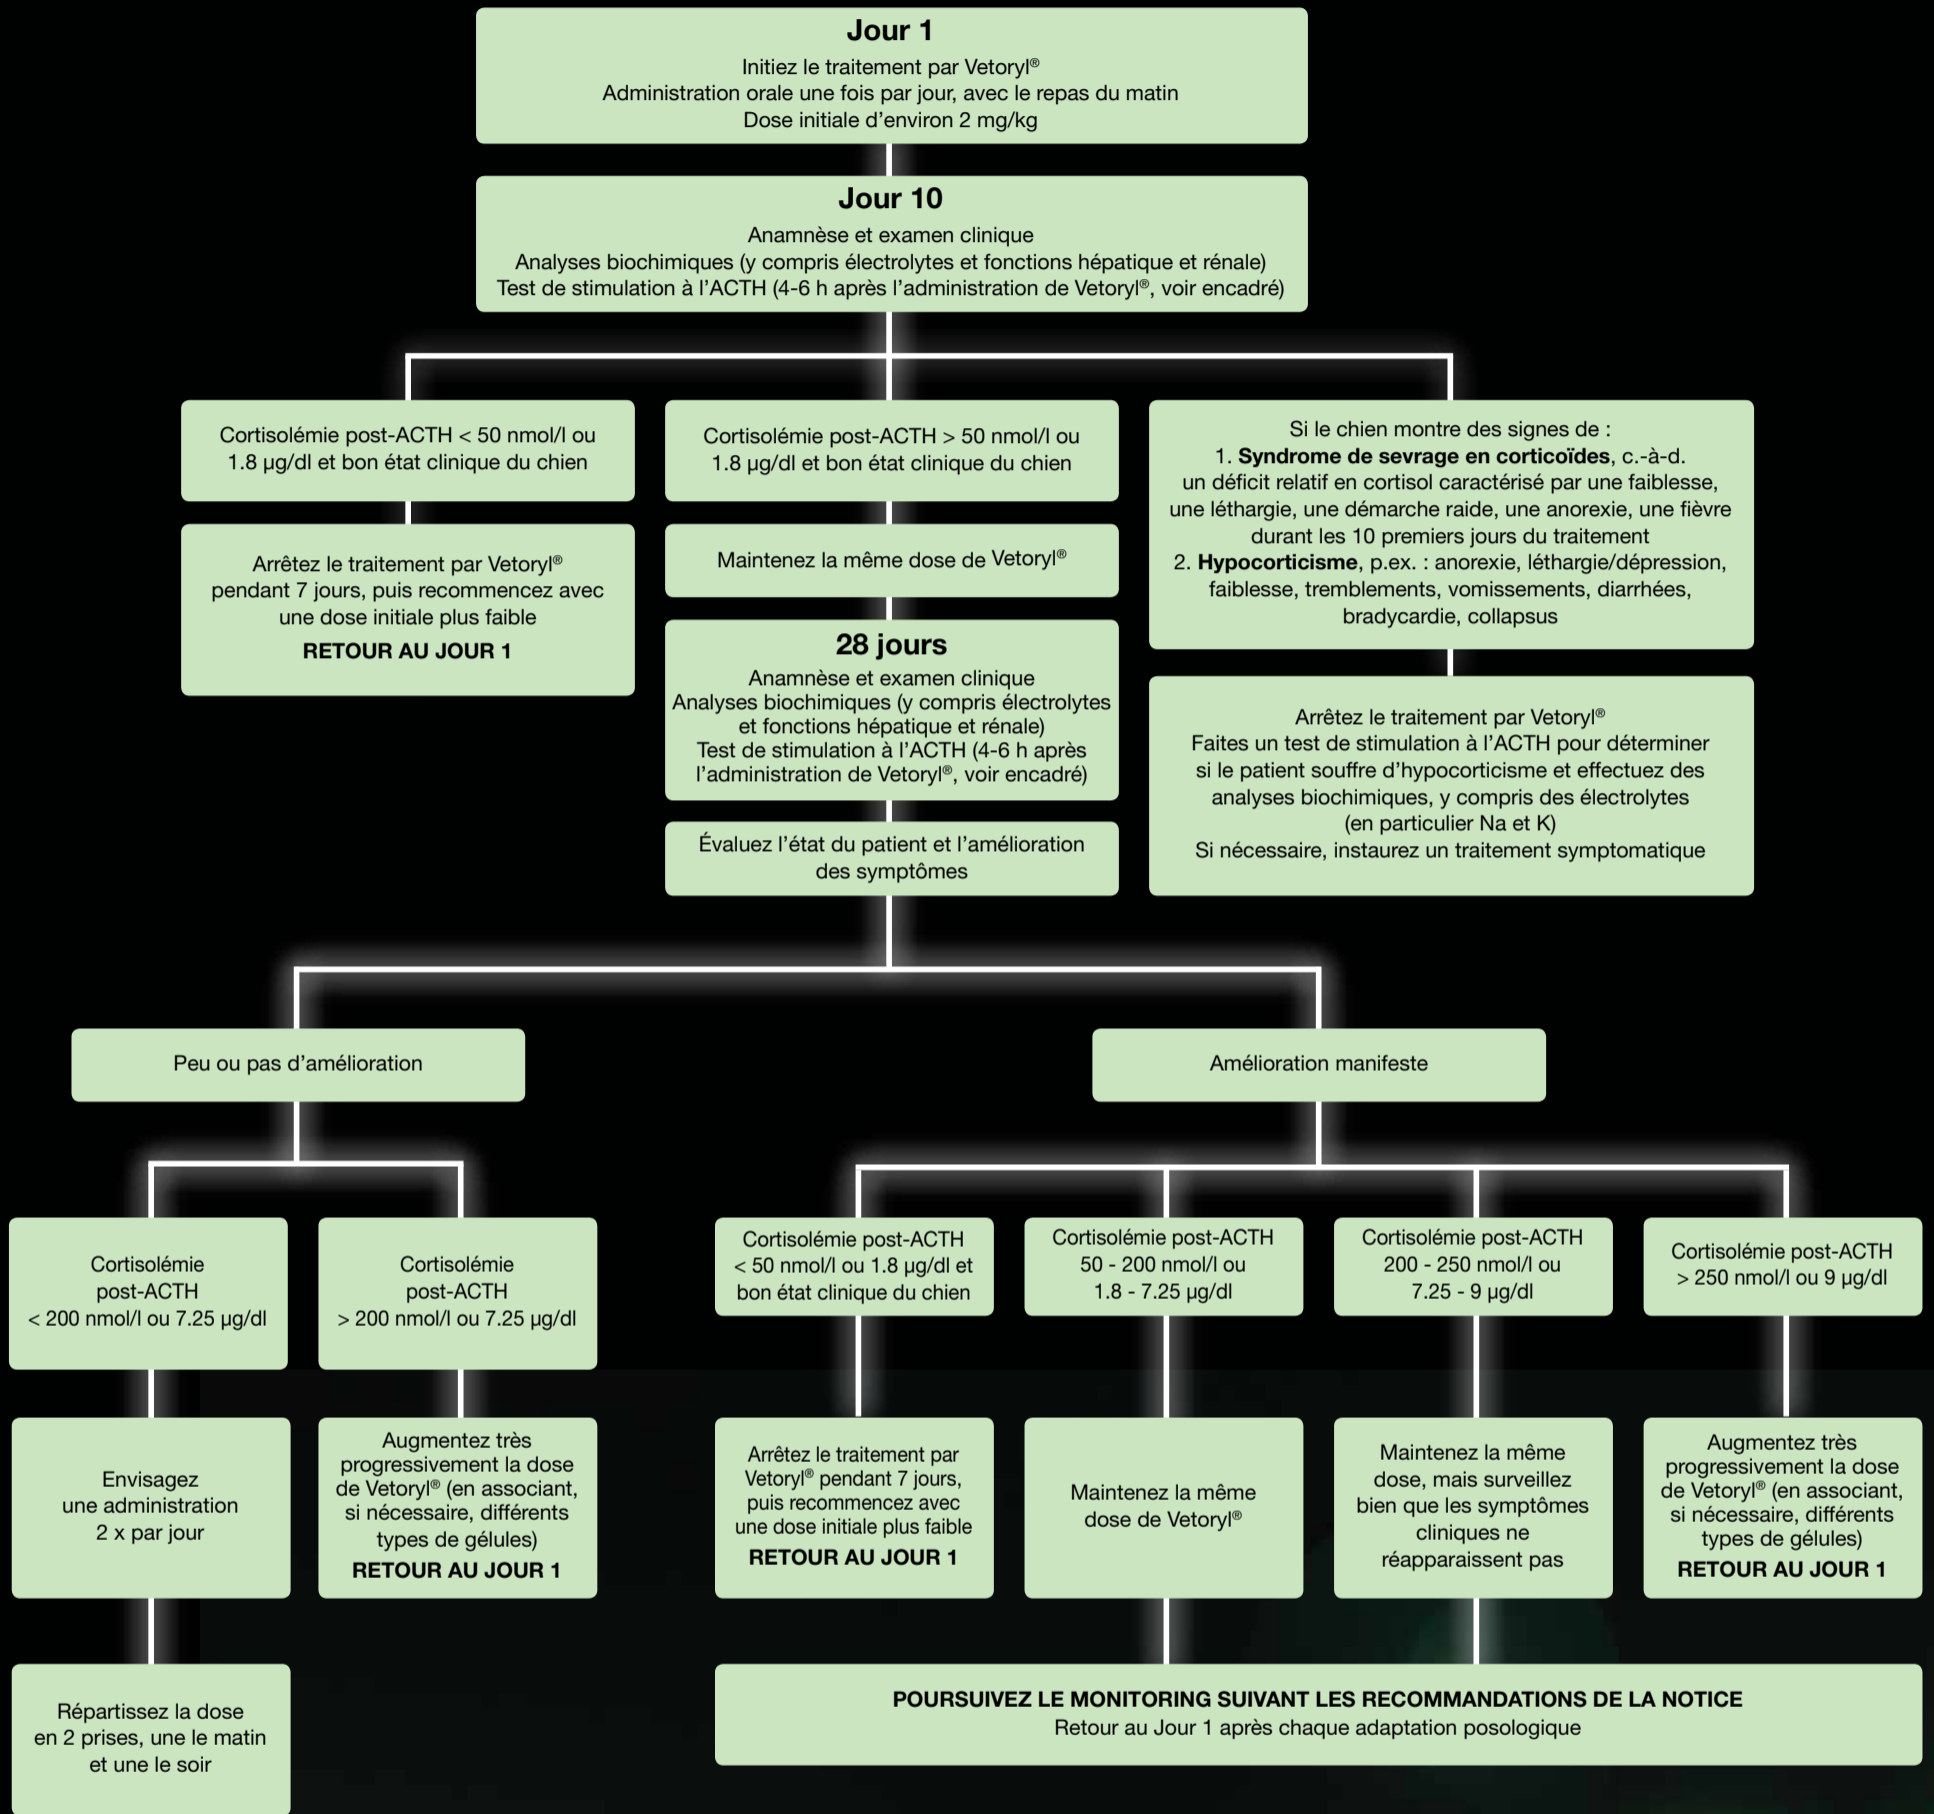 Jour 1
Initiez le traitement par Vetoryl®
Administration orale une fois par jour, avec le repas du matin
Dose initiale d’environ 2 mg/kg
Jour 10
Anamnèse et examen clinique
Analyses biochimiques (y compris électrolytes et fonctions hépatique et rénale)
Test de stimulation à l’ACTH (4-6 h après l’administration de Vetoryl®, voir encadré)
Cortisolémie post-ACTH < 50 nmol/l ou
1.8 µg/dl et bon état clinique du chien
Arrêtez le traitement par Vetoryl®
pendant 7 jours, puis recommencez avec
une dose initiale plus faible
RETOUR AU JOUR 1
Cortisolémie post-ACTH > 50 nmol/l ou
1.8 µg/dl et bon état clinique du chien
Maintenez la même dose de Vetoryl®
28 jours
Anamnèse et examen clinique
Analyses biochimiques (y compris électrolytes
et fonctions hépatique et rénale)
Test de stimulation à l’ACTH (4-6 h après
l’administration de Vetoryl®, voir encadré)
Évaluez l’état du patient et l’amélioration
des symptômes
Si le chien montre des signes de :
1. Syndrome de sevrage en corticoïdes, c.-à-d.
un déficit relatif en cortisol caractérisé par une faiblesse,
une léthargie, une démarche raide, une anorexie, une fièvre
durant les 10 premiers jours du traitement
2. Hypocorticisme, p.ex. : anorexie, léthargie/dépression,
faiblesse, tremblements, vomissements, diarrhées,
bradycardie, collapsus
Arrêtez le traitement par Vetoryl®
Faites un test de stimulation à l’ACTH pour déterminer
si le patient souffre d’hypocorticisme et effectuez des
analyses biochimiques, y compris des électrolytes
(en particulier Na et K)
Si nécessaire, instaurez un traitement symptomatique
Peu ou pas d’amélioration
Cortisolémie
post-ACTH
< 200 nmol/l ou 7.25 µg/dl
Envisagez
une administration
2 x par jour
Répartissez la dose
en 2 prises, une le matin
et une le soir
Cortisolémie
post-ACTH
> 200 nmol/l ou 7.25 µg/dl
Augmentez très
progressivement la dose
de Vetoryl® (en associant,
si nécessaire, différents
types de gélules)
RETOUR AU JOUR 1
Amélioration manifeste
Cortisolémie post-ACTH
< 50 nmol/l ou 1.8 µg/dl et
bon état clinique du chien
Arrêtez le traitement par
Vetoryl® pendant 7 jours,
puis recommencez avec
une dose initiale plus faible
RETOUR AU JOUR 1
Cortisolémie post-ACTH
50 - 200 nmol/l ou
1.8 - 7.25 µg/dl
Maintenez la même
dose de Vetoryl®
Cortisolémie post-ACTH
200 - 250 nmol/l ou
7.25 - 9 µg/dl
Maintenez la même
dose, mais surveillez
bien que les symptômes
cliniques ne
réapparaissent pas
Cortisolémie post-ACTH
> 250 nmol/l ou 9 µg/dl
Augmentez très
progressivement la dose
de Vetoryl® (en associant,
si nécessaire, différents
types de gélules)
RETOUR AU JOUR 1
POURSUIVEZ LE MONITORING SUIVANT LES RECOMMANDATIONS DE LA NOTICE
Retour au Jour 1 après chaque adaptation posologique